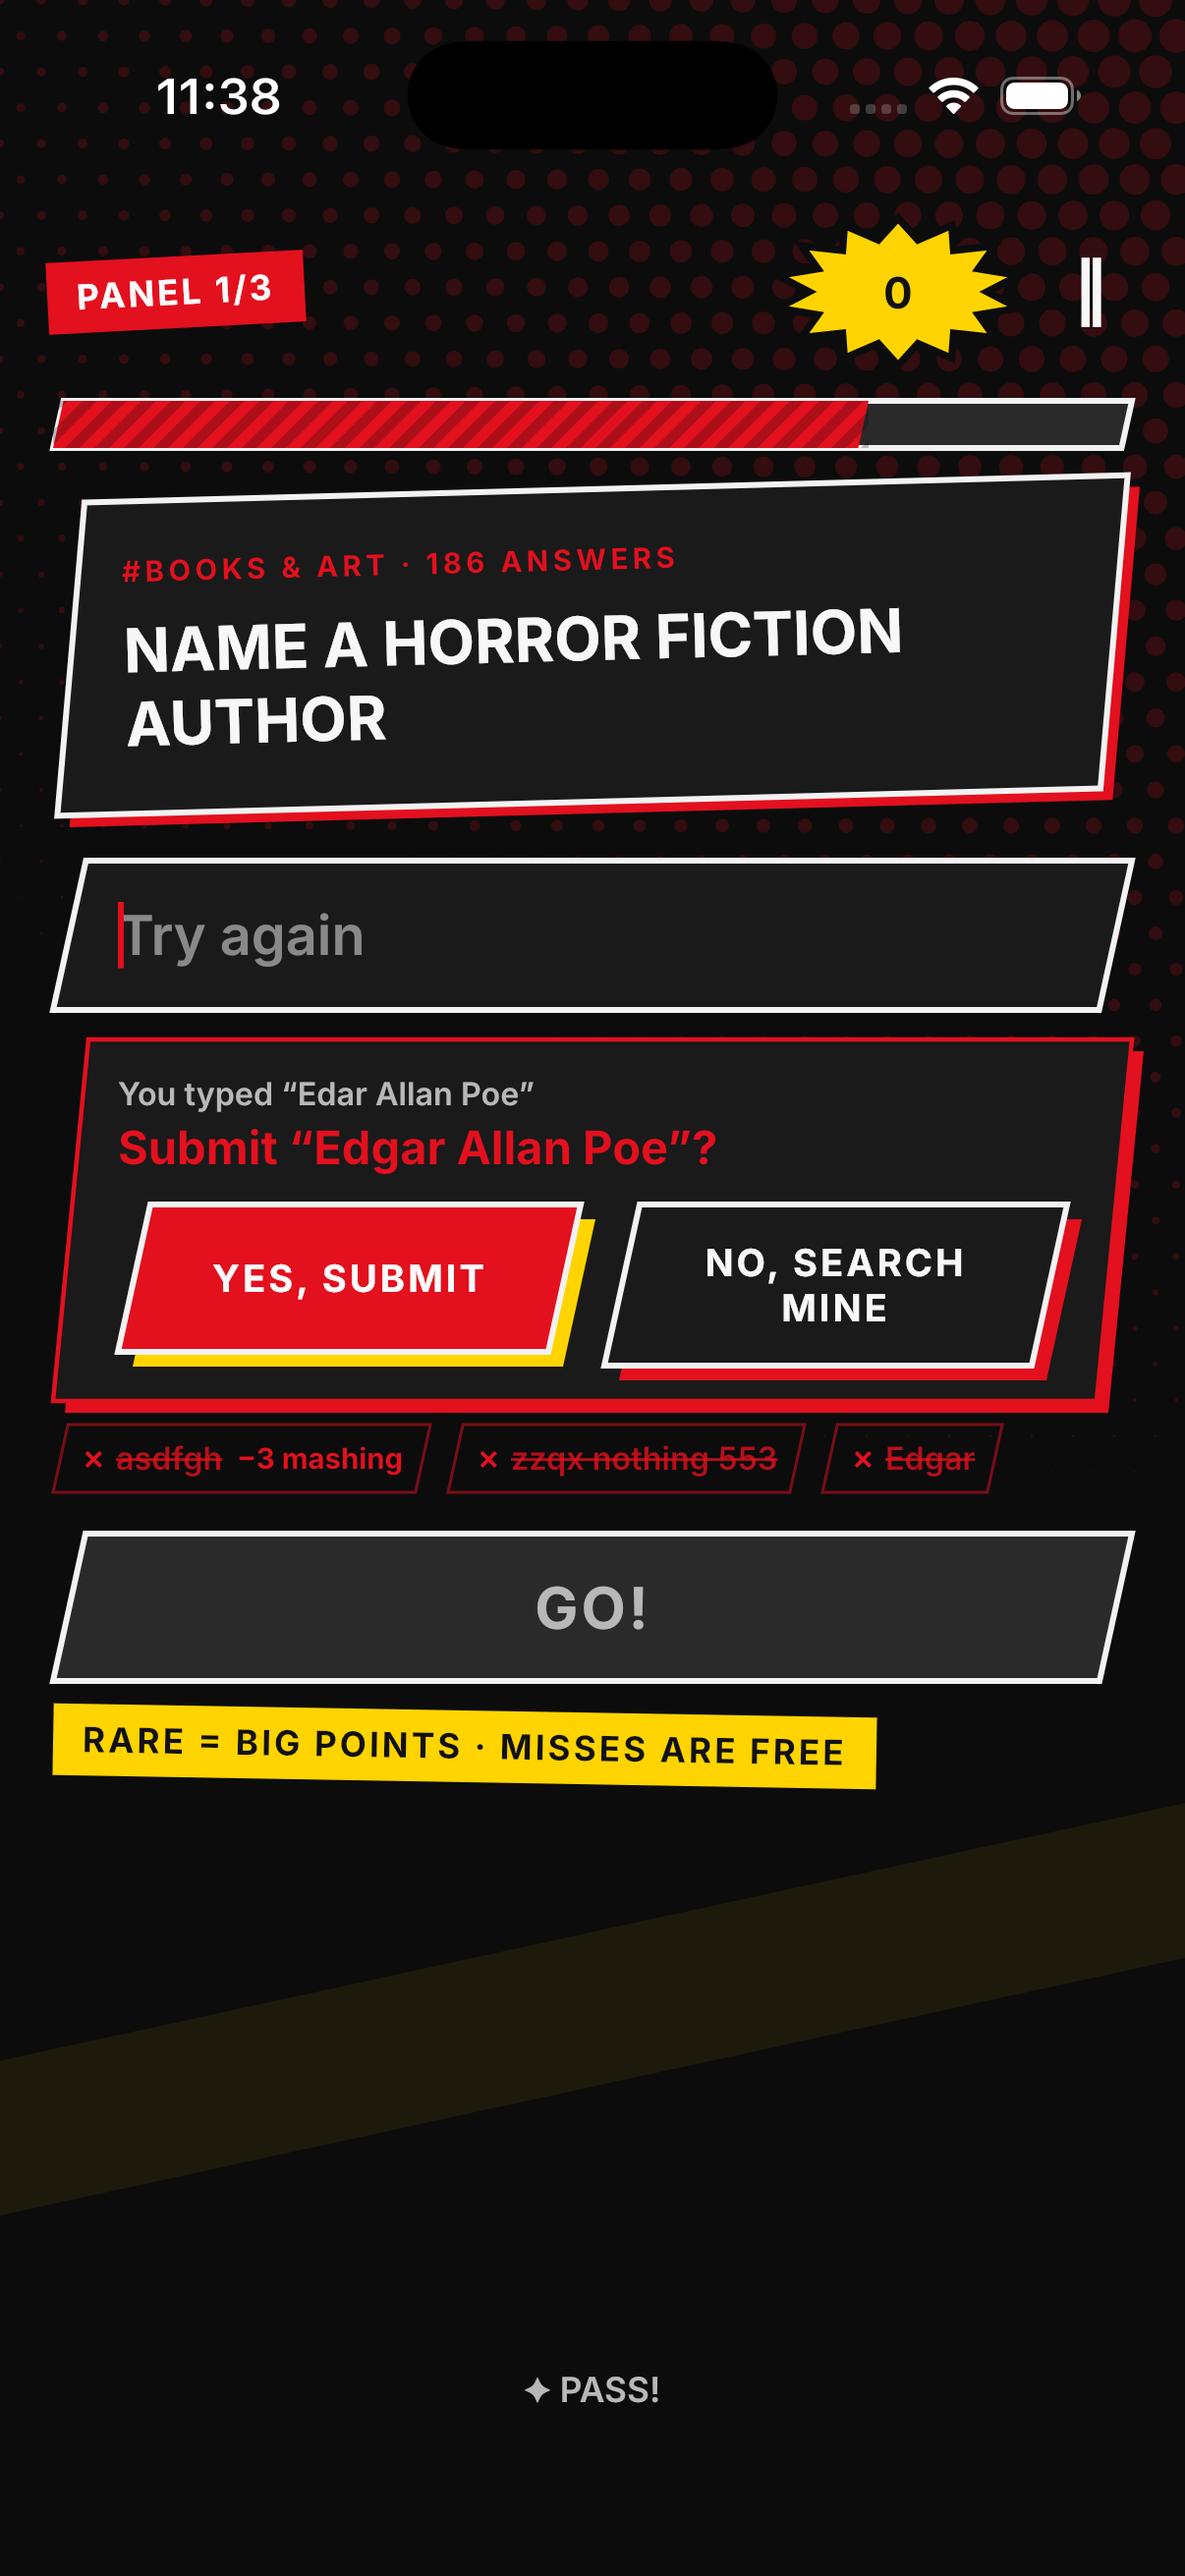 11:38
PANEL 1/3
0
#BOOKS & ART · 186 ANSWERS
NAME A HORROR FICTION
AUTHOR
Try again
You typed “Edar Allan Poe”
Submit “Edgar Allan Poe”?
YES, SUBMIT
NO, SEARCH
MINE
× asdfgh −3 mashing
× zzqx nothing 553
× Edgar
GO!
RARE = BIG POINTS · MISSES ARE FREE
✦ PASS!